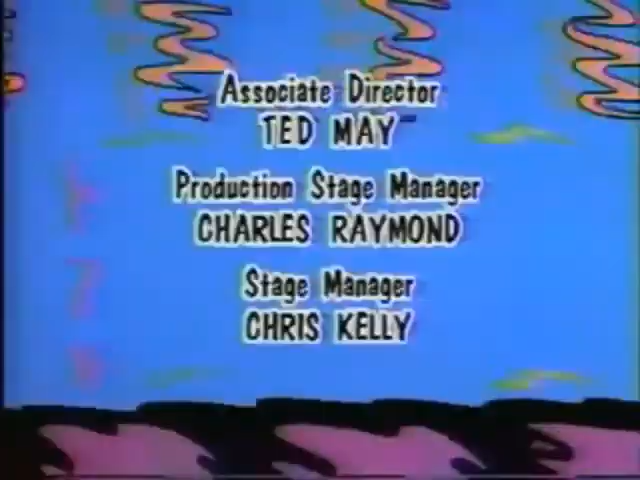 Associate Director
TED MAY
Production Stage Manager
CHARLES RAYMOND
Stage Manager
CHRIS KELLY